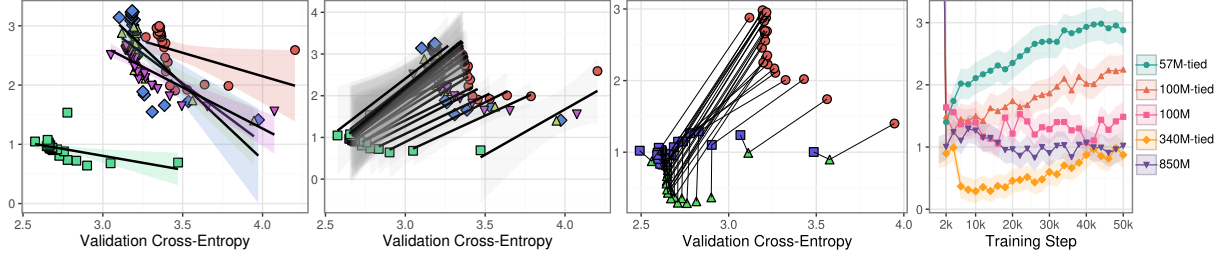 3
2
1
0
2.5
3.0
3.5
4.0
Validation Cross-Entropy
4
3
2
1
0
2.5
3.0
3.5
4.0
Validation Cross-Entropy
3
2
1
2.5
3.0
3.5
4.0
Validation Cross-Entropy
3
2
1
0
2k
10k
20k
30k
40k
50k
Training Step
57M-tied
100M-tied
100M
340M-tied
850M